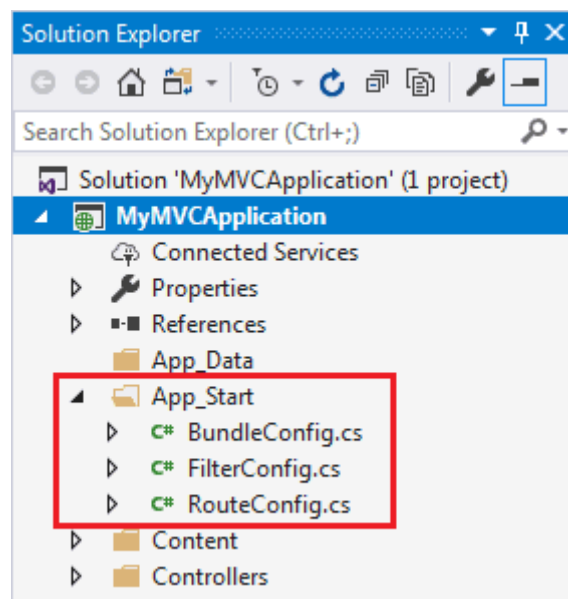 Solution Explorer
Search Solution Explorer (Ctrl+;)
Solution 'MyMVCApplication' (1 project)
MyMVCApplication
Connected Services
Properties
References
App_Data
App_Start
C# BundleConfig.cs
C# FilterConfig.cs
C# RouteConfig.cs
Content
Controllers